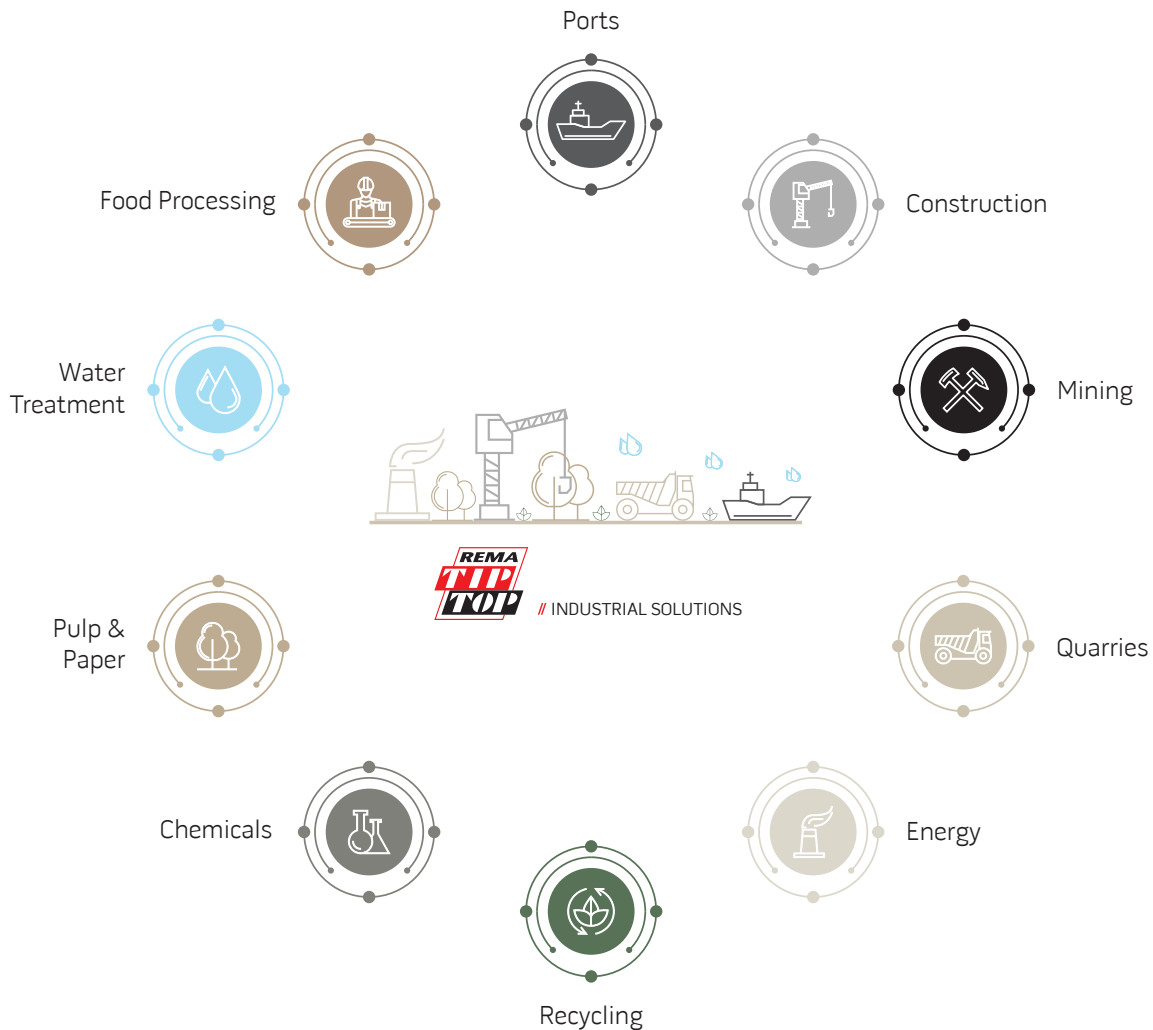 Ports
Food Processing
Construction
Water
Treatment
Mining
REMA
TIP
TOP
// INDUSTRIAL SOLUTIONS
Pulp &
Paper
Quarries
Chemicals
Energy
Recycling